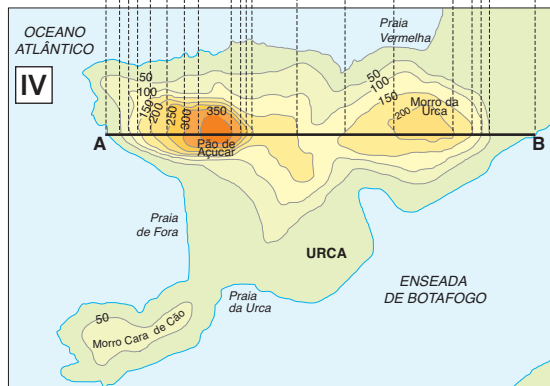 OCEANO
ATLÂNTICO
Praia
Vermelha
IV
50
100
150
200
250
300
350
50
100
150
200
Morro da
Urca
A
Pão de
Açucar
B
Praia
de Fora
URCA
ENSEADA
DE BOTAFOGO
Praia
da Urca
50
Morro Cara de Cão